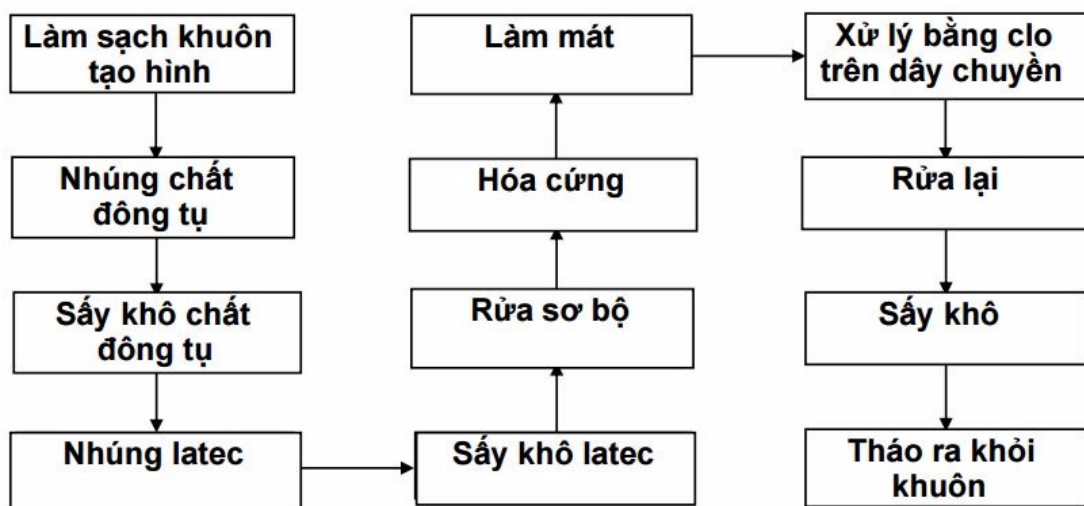 Làm sạch khuôn
tạo hình
Nhúng chất
đông tụ
Sấy khô chất
đông tụ
Nhúng latec
Sấy khô latec
Rửa sơ bộ
Hóa cứng
Làm mát
Xử lý bằng clo
trên dây chuyền
Rửa lại
Sấy khô
Tháo ra khỏi
khuôn